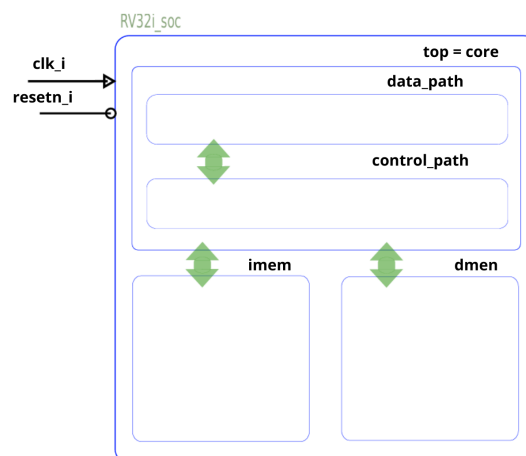 RV32i_soc
top = core
clk_i
data_path
resetn_i
control_path
imem
dmen